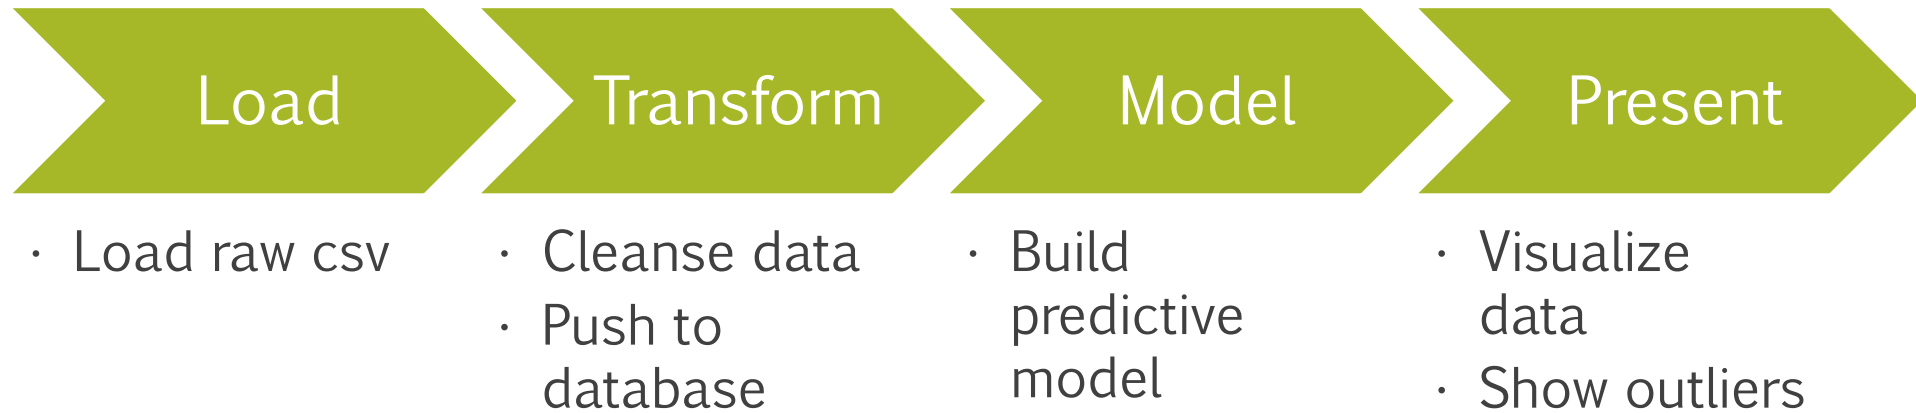 Load
Transform
Model
Present
· Load raw csv
· Cleanse data
· Push to
database
· Build
predictive
model
· Visualize
data
· Show outliers